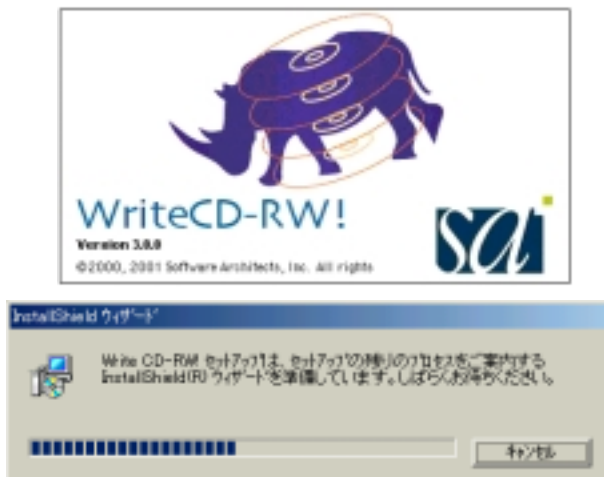 WriteCD-RW!
Version 3.0.0
©2000, 2001 Software Architects, Inc. All rights
sa
InstallShield ウィザード
Write CD-RW! セットアップは、セットアップの残りのプロセスをご案内する
InstallShield(R) ウィザードを準備しています。しばらくお待ちください。
キャンセル